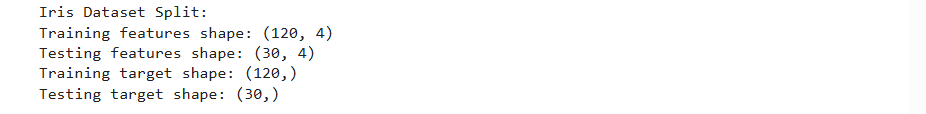 Iris Dataset Split:
Training features shape: (120, 4)
Testing features shape: (30, 4)
Training target shape: (120,)
Testing target shape: (30,)